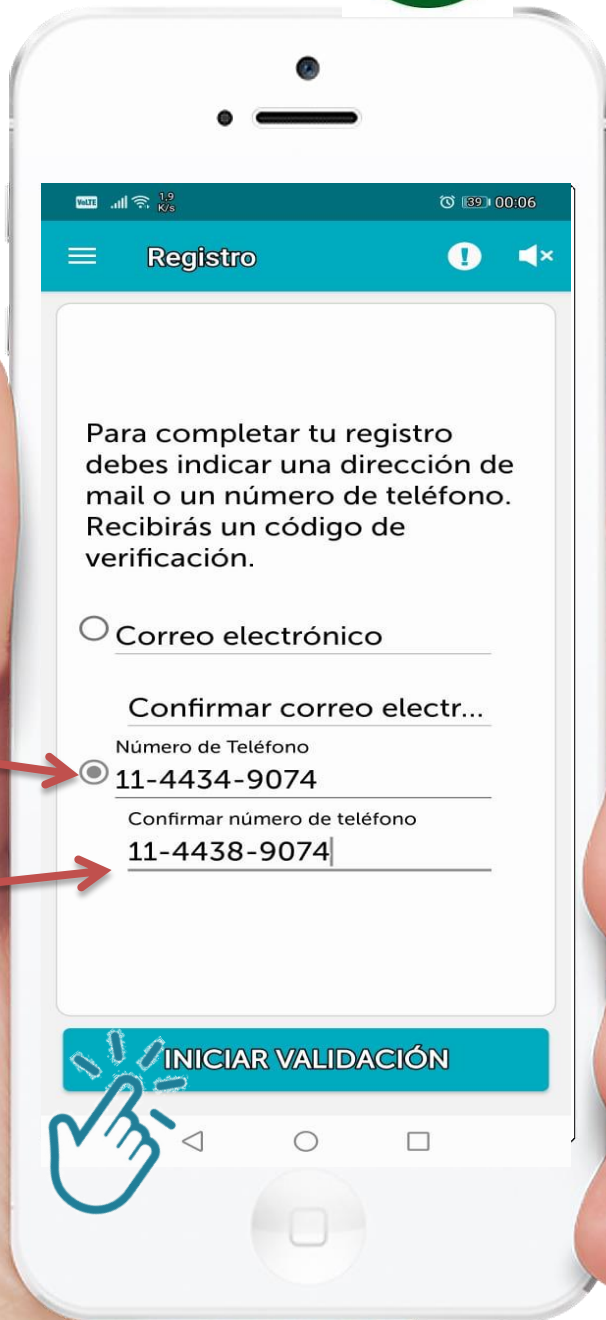 VoLTE 1,9 K/s 39 00:06
Registro
Para completar tu registro
debes indicar una dirección de
mail o un número de teléfono.
Recibirás un código de
verificación.
Correo electrónico
Confirmar correo electr...
Número de Teléfono
11-4434-9074
Confirmar número de teléfono
11-4438-9074
INICIAR VALIDACIÓN